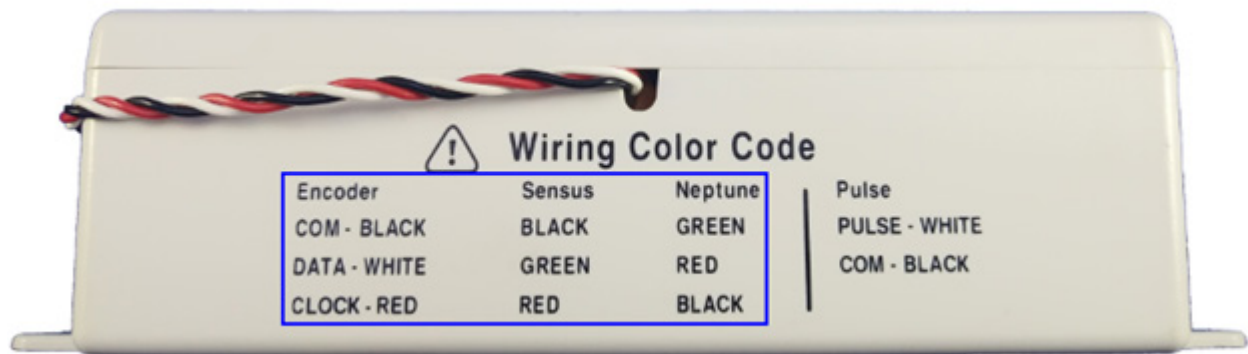 Wiring Color Code
Encoder Sensus Neptune Pulse
COM - BLACK BLACK GREEN PULSE - WHITE
DATA - WHITE GREEN RED COM - BLACK
CLOCK - RED RED BLACK